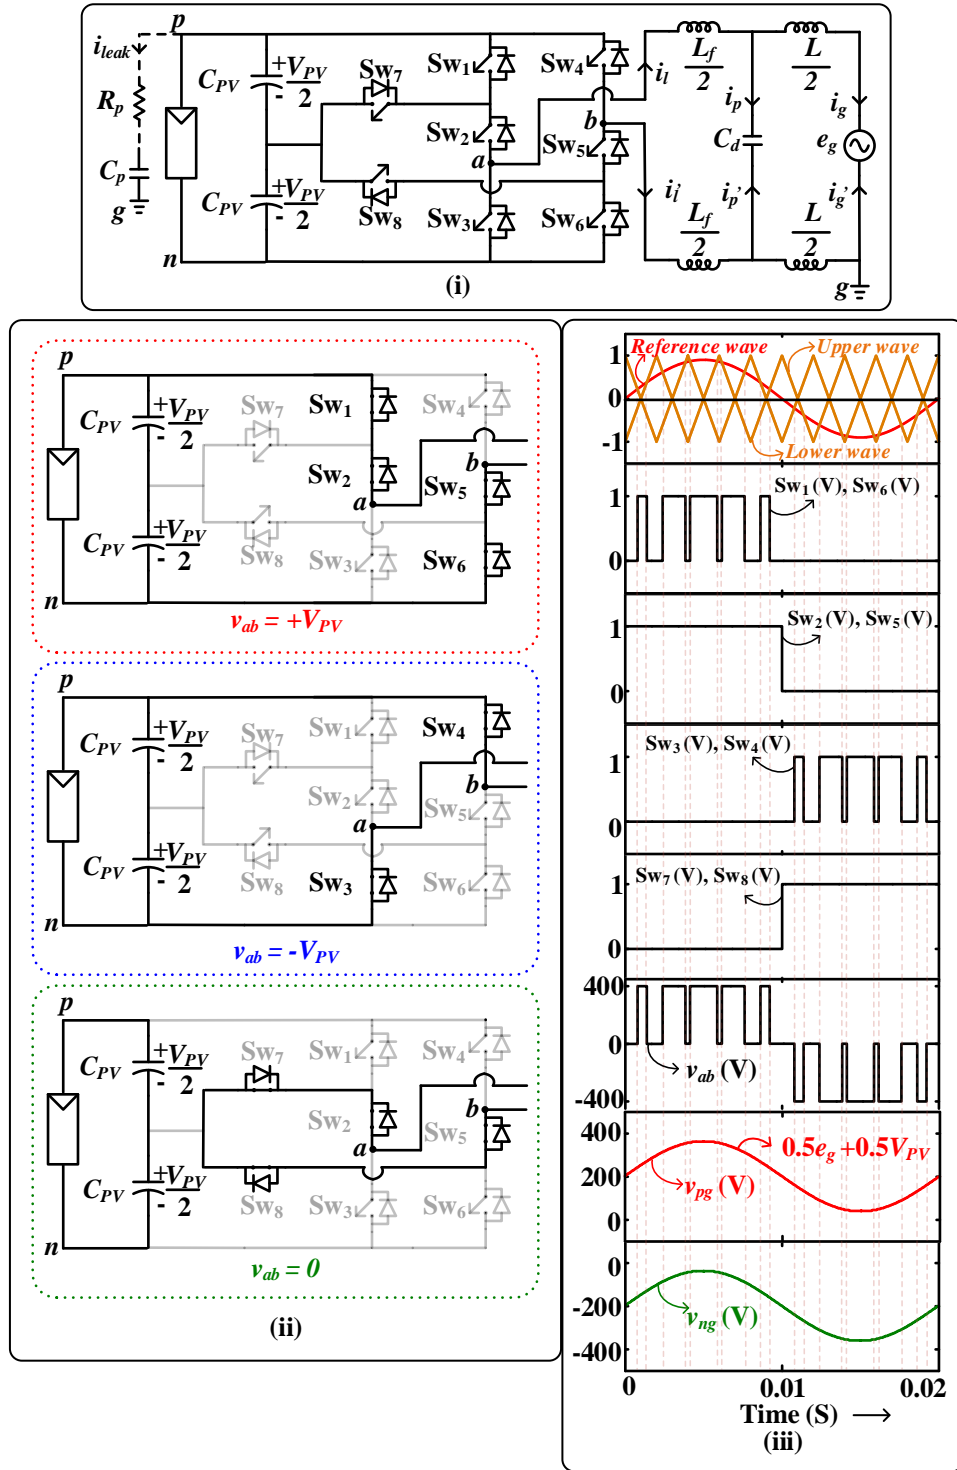 p
i_leak
R_p
C_p
g
C_PV
+V_PV/2 -
C_PV
+V_PV/2 -
n
Sw7
Sw8
Sw1
Sw2
a
Sw3
Sw4
b
Sw5
Sw6
i_l
L_f/2
L/2
i_p
C_d
i_g
e_g
i_l'
L_f/2
i_p'
L/2
i_g'
g
(i)
p
C_PV
+V_PV/2 -
C_PV
+V_PV/2 -
n
Sw7
Sw8
Sw1
Sw2
a
Sw3
Sw4
b
Sw5
Sw6
v_ab = +V_PV
p
C_PV
+V_PV/2 -
C_PV
+V_PV/2 -
n
Sw7
Sw8
Sw1
Sw2
a
Sw3
Sw4
b
Sw5
Sw6
v_ab = -V_PV
p
C_PV
+V_PV/2 -
C_PV
+V_PV/2 -
n
Sw7
Sw8
Sw1
Sw2
a
Sw3
Sw4
b
Sw5
Sw6
v_ab = 0
(ii)
Reference wave
Upper wave
Lower wave
1
0
-1
Sw1 (V), Sw6 (V)
1
0
Sw2 (V), Sw5 (V)
1
0
Sw3 (V), Sw4 (V)
1
0
Sw7 (V), Sw8 (V)
1
0
400
0
-400
v_ab (V)
400
200
0
0.5e_g +0.5V_PV
v_pg (V)
0
-200
-400
v_ng (V)
0 0.01 0.02
Time (S)
(iii)